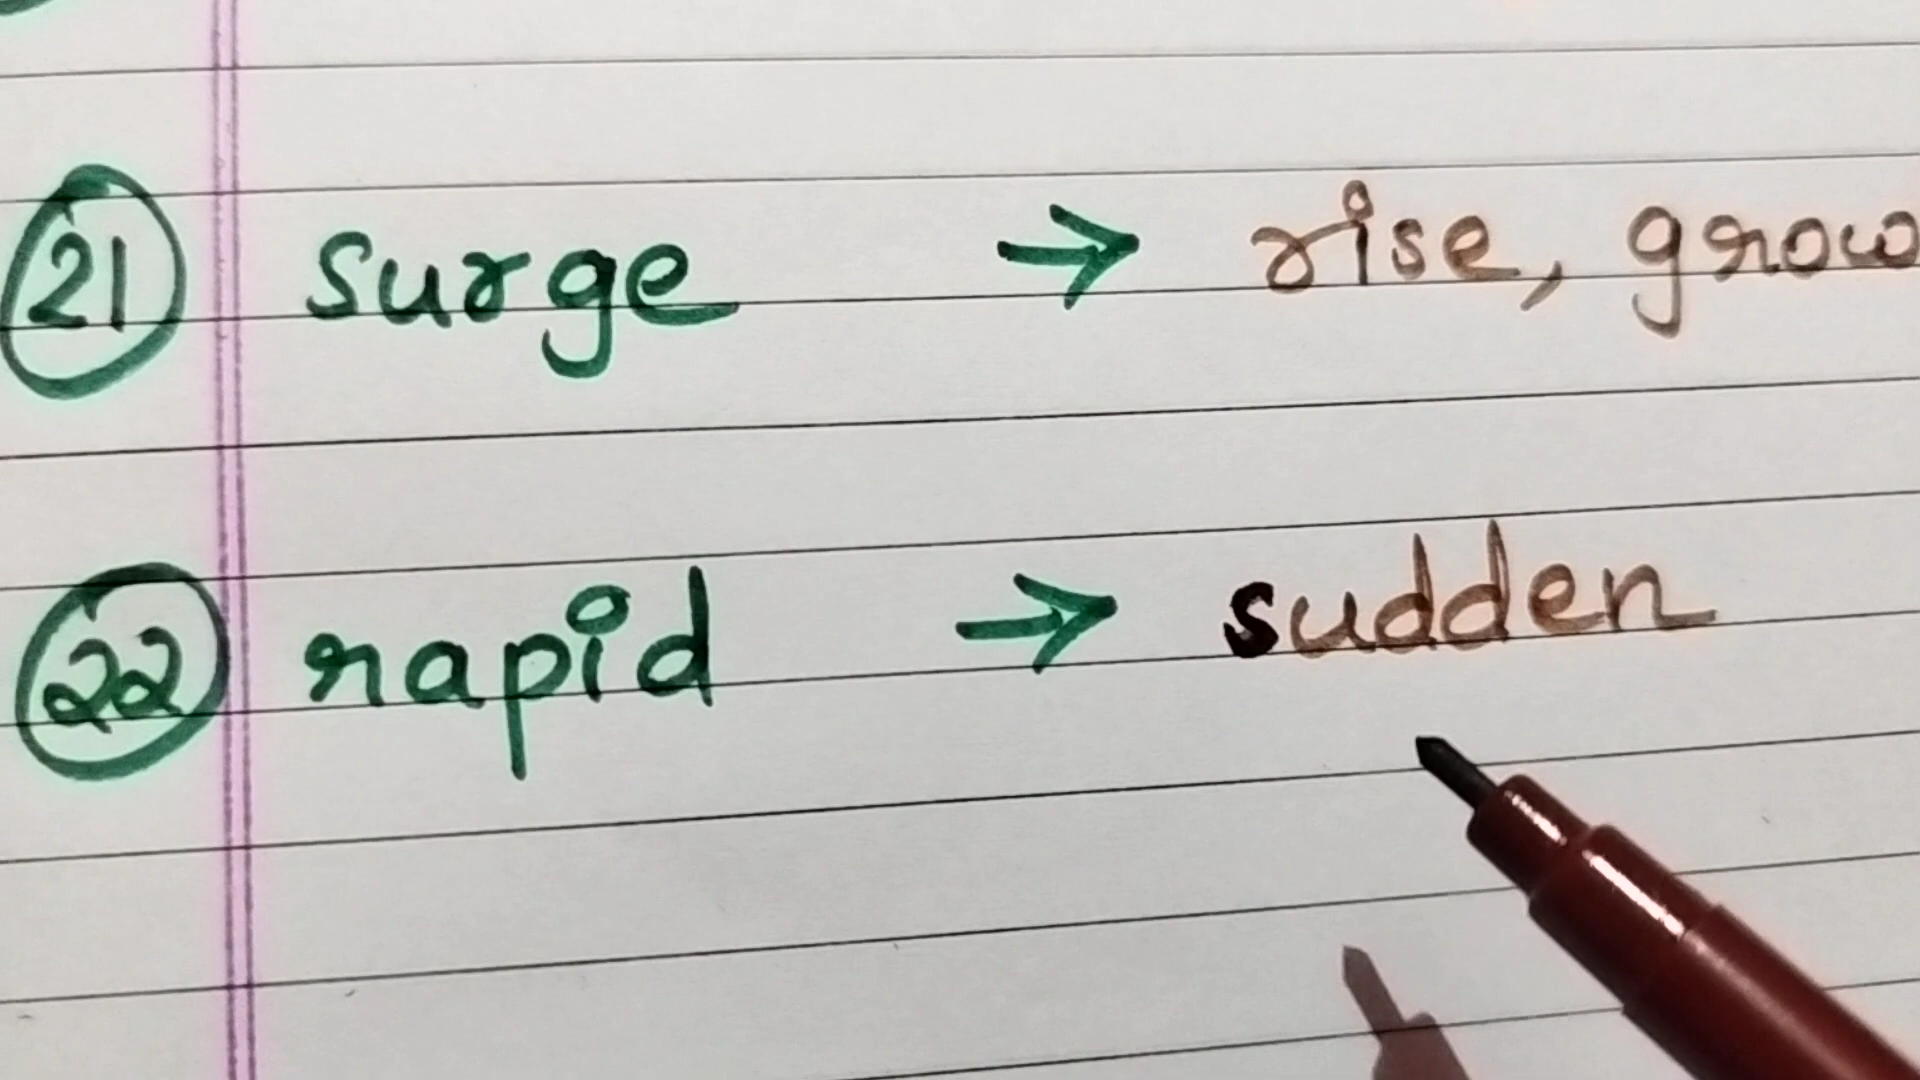 21 surge → rise, grow
22 rapid → sudden